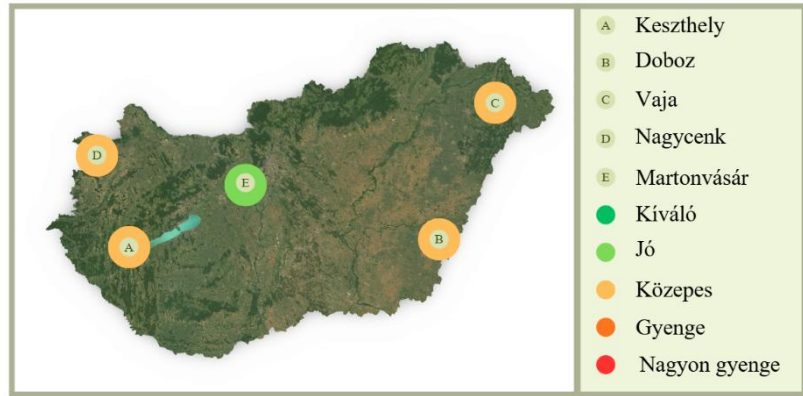 D
E
C
A
B
A Keszthely
B Doboz
C Vaja
D Nagycenk
E Martonvásár
Kíváló
Jó
Közepes
Gyenge
Nagyon gyenge